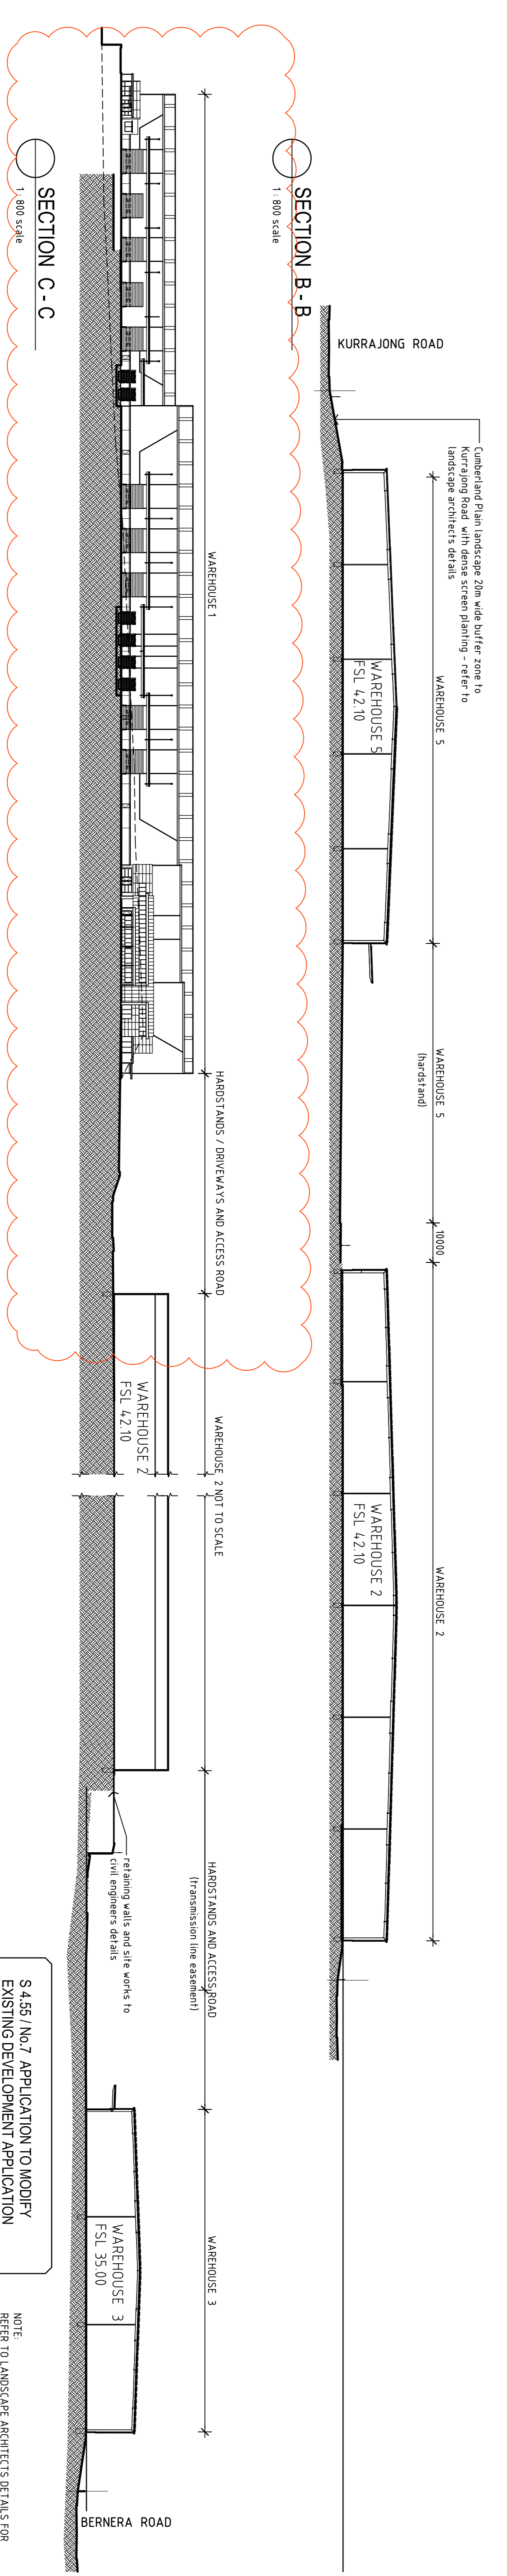 KURRAJONG ROAD
Cumberland Plain landscape 20m wide buffer zone to
Kurrajong Road with dense screen planting - refer to
landscape architects details
WAREHOUSE 5
WAREHOUSE 5
(hardstand)
10000
WAREHOUSE 2
WAREHOUSE 5
FSL 42.10
WAREHOUSE 2
FSL 42.10
SECTION B - B
1 : 800 scale
WAREHOUSE 1
HARDSTANDS / DRIVEWAYS AND ACCESS ROAD
WAREHOUSE 2 NOT TO SCALE
HARDSTANDS AND ACCESS ROAD
(transmission line easement)
WAREHOUSE 3
WAREHOUSE 2
FSL 42.10
retaining walls and site works to
civil engineers details
WAREHOUSE 3
FSL 35.00
BERNERA ROAD
SECTION C - C
1 : 800 scale
S 4.55 / No.7 APPLICATION TO MODIFY
EXISTING DEVELOPMENT APPLICATION
NOTE:
REFER TO LANDSCAPE ARCHITECTS DETAILS FOR